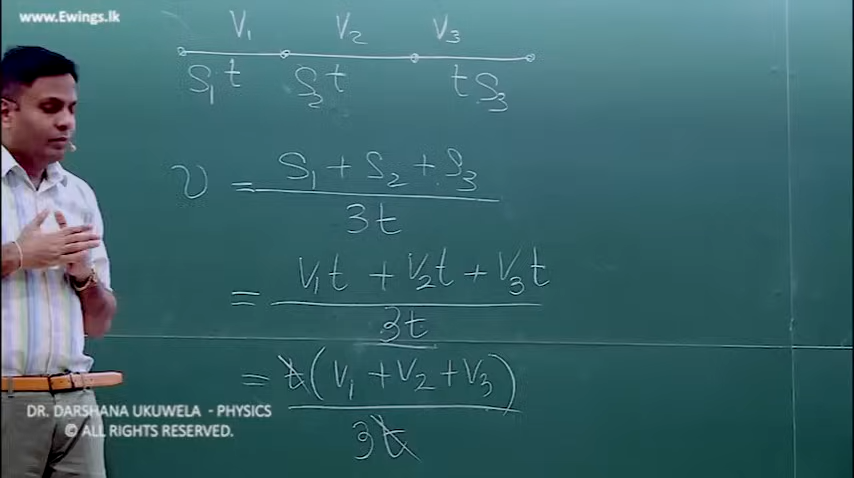 www.Ewings.lk
V₁ V₂ V₃
S₁ t S₂ t t S₃
v = (S₁ + S₂ + S₃) / 3t
= (V₁t + V₂t + V₃t) / 3t
= t(V₁ + V₂ + V₃) / 3t
DR. DARSHANA UKUWELA - PHYSICS
© ALL RIGHTS RESERVED.